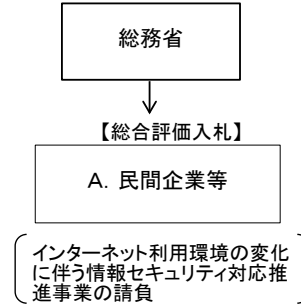 総務省
【総合評価入札】
A. 民間企業等
インターネット利用環境の変化
に伴う情報セキュリティ対応推
進事業の請負